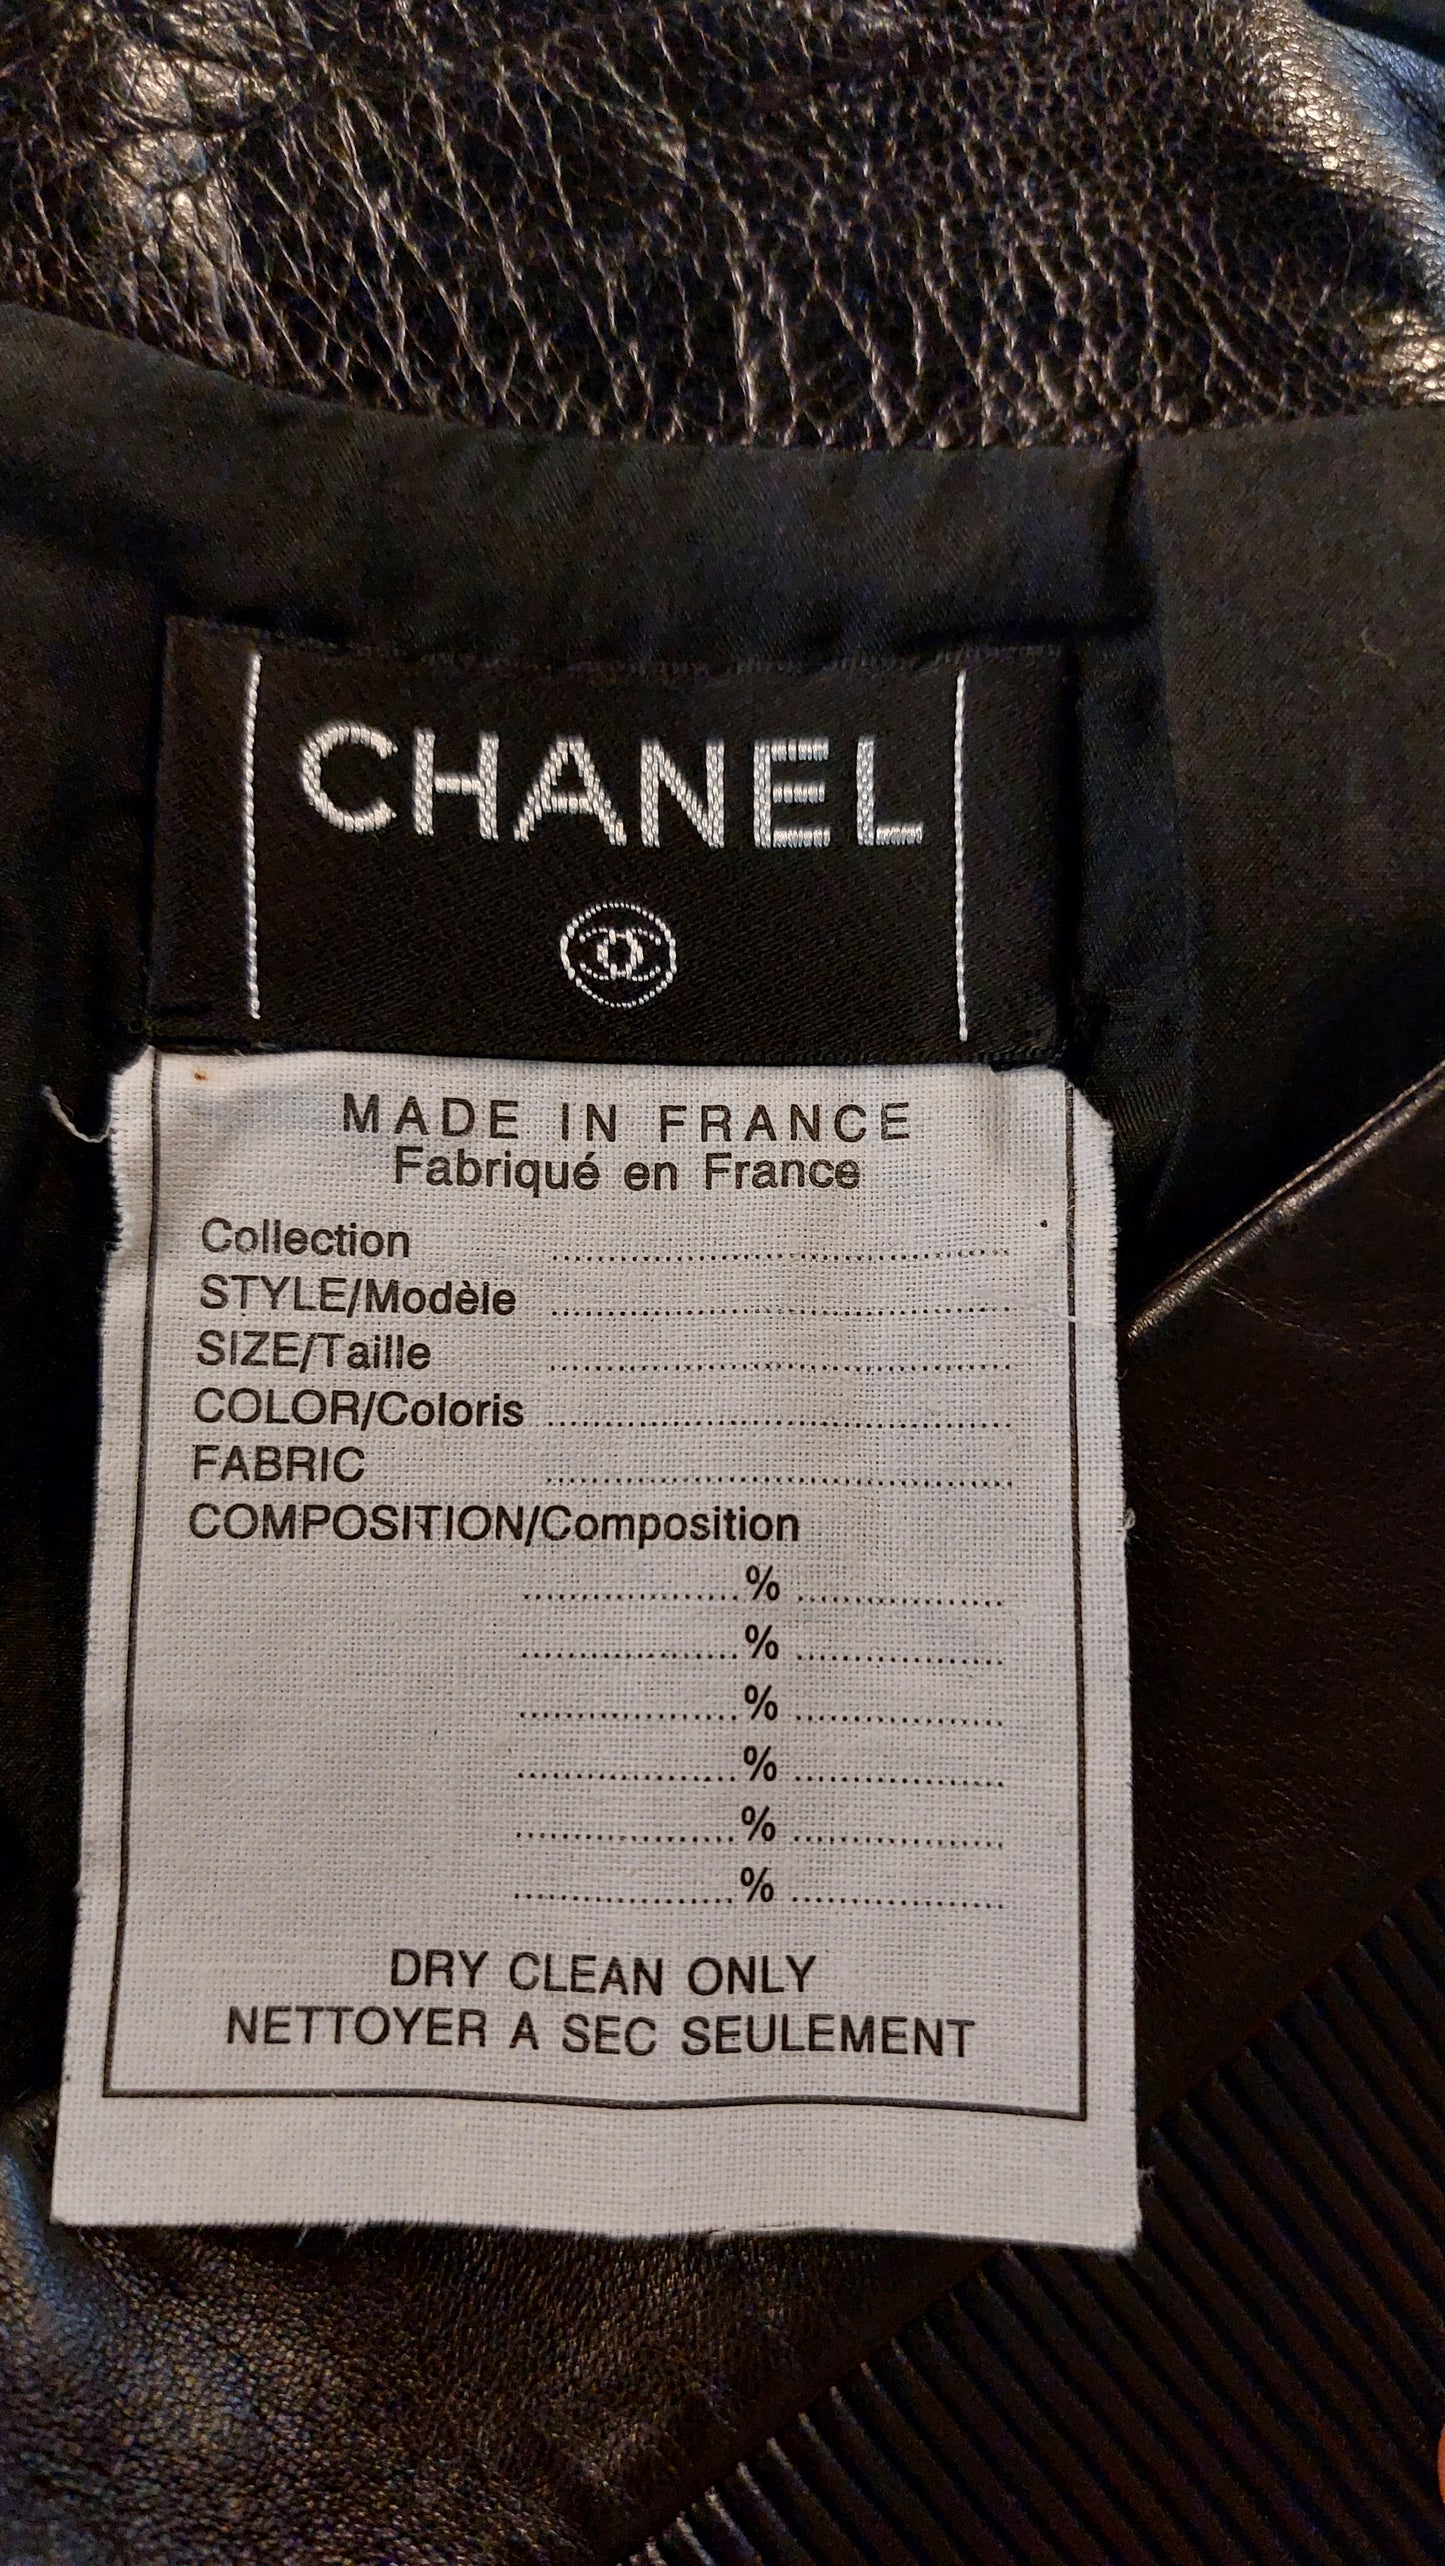 CHANEL
MADE IN FRANCE
Fabriqué en France
Collection ..............................
STYLE/Modèle ..............................
SIZE/Taille ..............................
COLOR/Coloris ..............................
FABRIC ..............................
COMPOSITION/Composition
..................% ..................
..................% ..................
..................% ..................
..................% ..................
..................% ..................
..................% ..................
DRY CLEAN ONLY
NETTOYER A SEC SEULEMENT